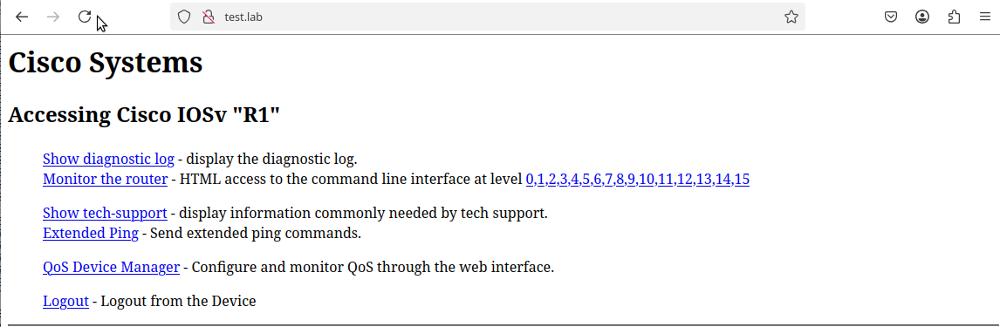 test.lab
Cisco Systems
Accessing Cisco IOSv "R1"
Show diagnostic log - display the diagnostic log.
Monitor the router - HTML access to the command line interface at level 0,1,2,3,4,5,6,7,8,9,10,11,12,13,14,15
Show tech-support - display information commonly needed by tech support.
Extended Ping - Send extended ping commands.
QoS Device Manager - Configure and monitor QoS through the web interface.
Logout - Logout from the Device